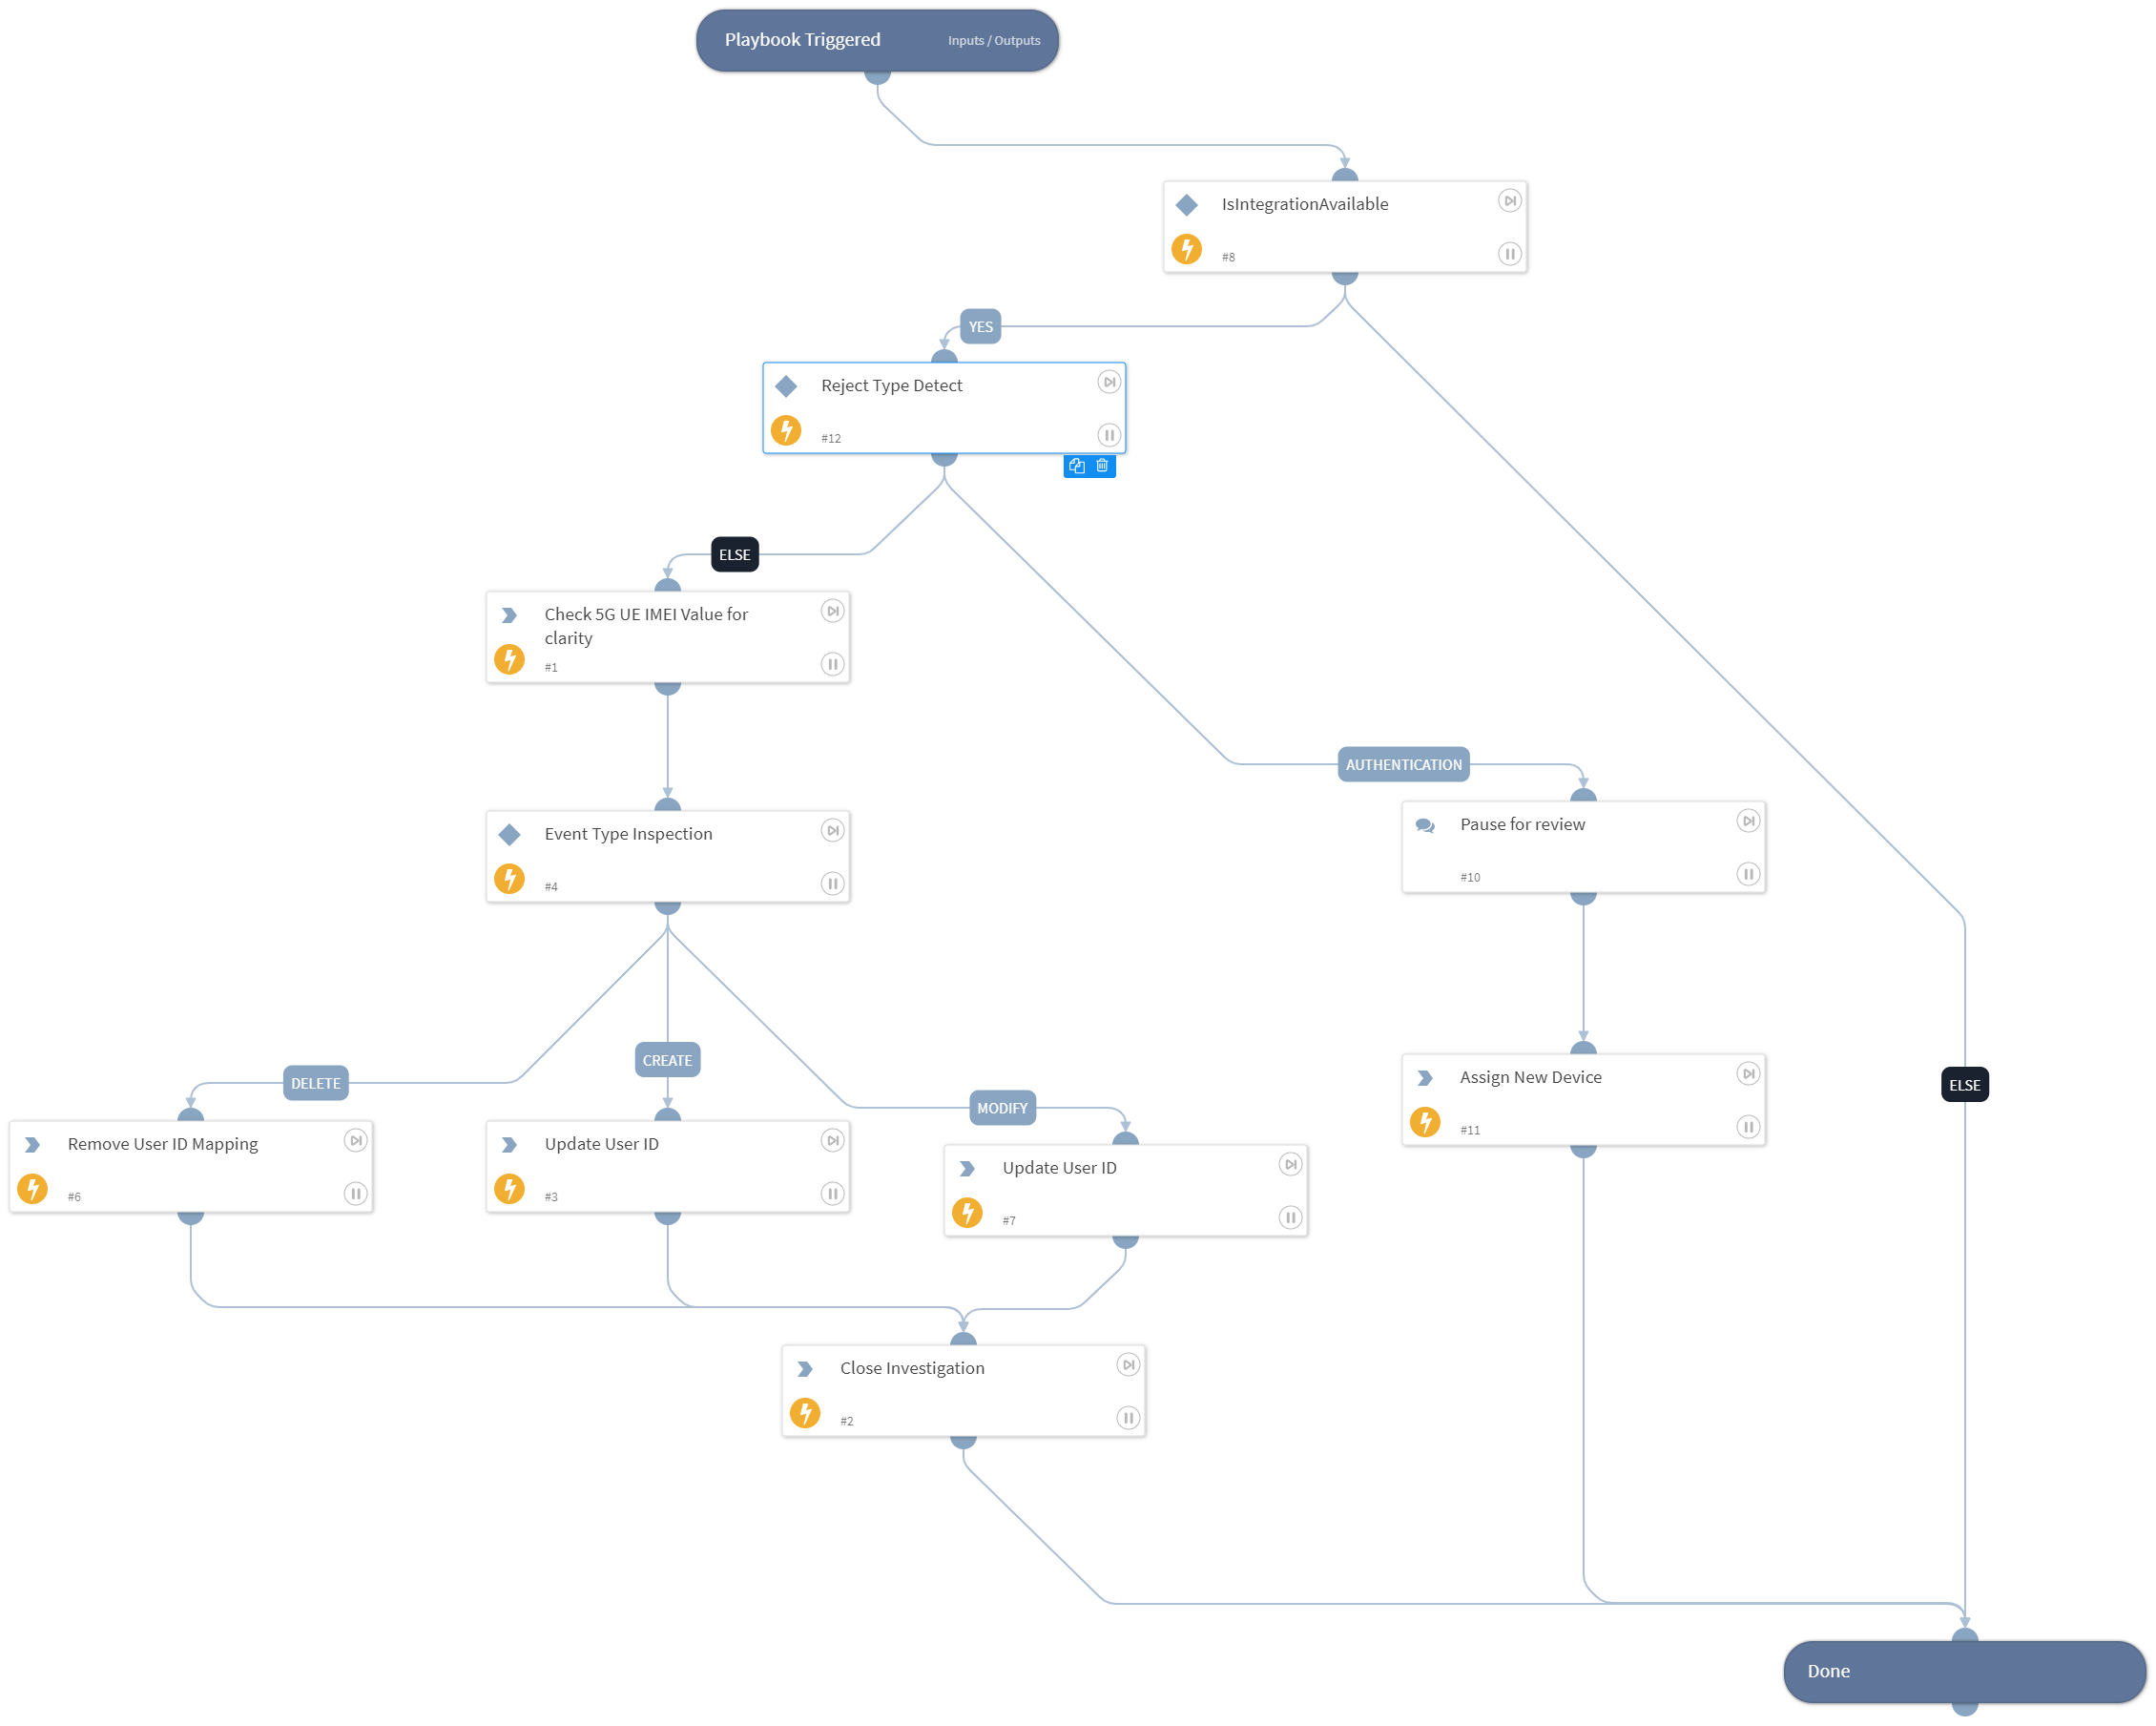 Playbook Triggered
Inputs / Outputs
IsIntegrationAvailable
#8
YES
Reject Type Detect
#12
ELSE
Check 5G UE IMEI Value for
clarity
#1
AUTHENTICATION
Pause for review
#10
Event Type Inspection
#4
DELETE
CREATE
MODIFY
Assign New Device
#11
ELSE
Remove User ID Mapping
#6
Update User ID
#3
Update User ID
#7
Close Investigation
#2
Done